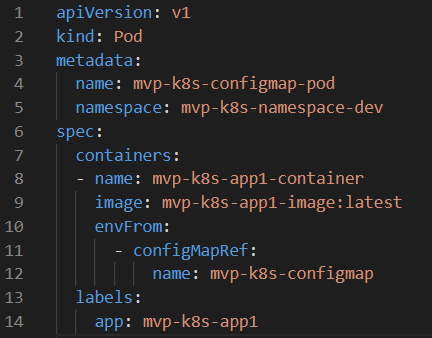 1 apiVersion: v1
2 kind: Pod
3 metadata:
4   name: mvp-k8s-configmap-pod
5   namespace: mvp-k8s-namespace-dev
6 spec:
7   containers:
8   - name: mvp-k8s-app1-container
9     image: mvp-k8s-app1-image:latest
10     envFrom:
11       - configMapRef:
12           name: mvp-k8s-configmap
13   labels:
14     app: mvp-k8s-app1